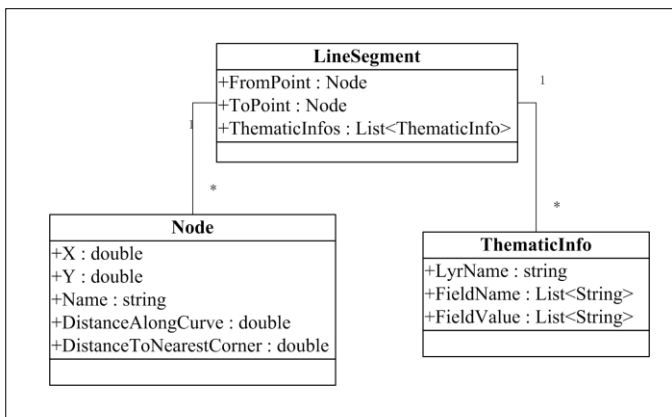 LineSegment
+FromPoint : Node
+ToPoint : Node
+ThematicInfos : List<ThematicInfo>
1
1
*
*
Node
+X : double
+Y : double
+Name : string
+DistanceAlongCurve : double
+DistanceToNearestCorner : double
ThematicInfo
+LyrName : string
+FieldName : List<String>
+FieldValue : List<String>